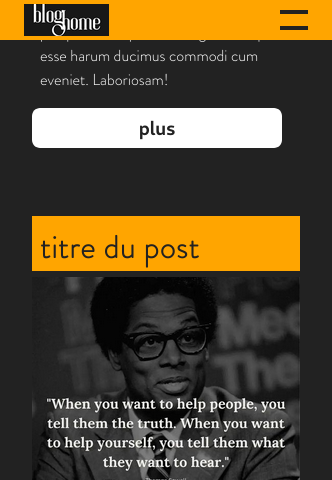 blog
home
esse harum ducimus commodi cum
eveniet. Laboriosam!
plus
titre du post
"When you want to help people, you
tell them the truth. When you want
to help yourself, you tell them what
they want to hear."